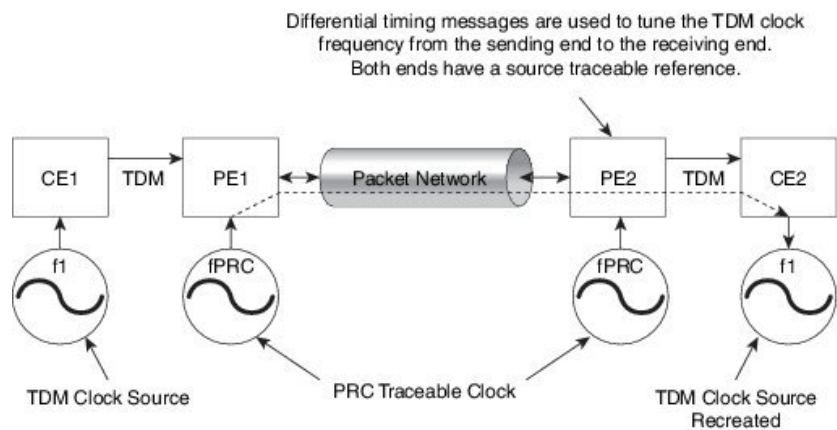 Differential timing messages are used to tune the TDM clock
frequency from the sending end to the receiving end.
Both ends have a source traceable reference.
CE1
TDM
PE1
Packet Network
PE2
TDM
CE2
f1
fPRC
fPRC
f1
TDM Clock Source
PRC Traceable Clock
TDM Clock Source
Recreated